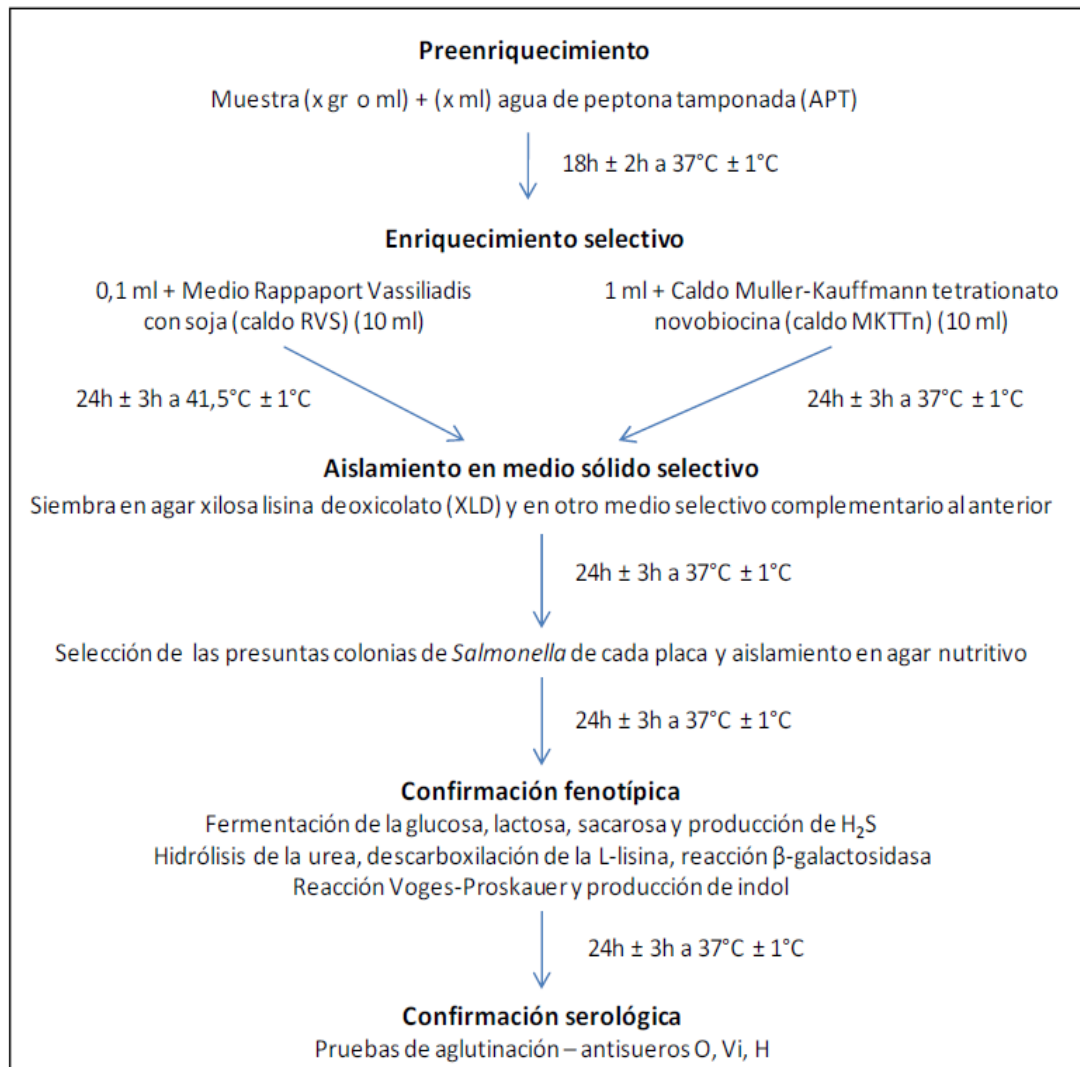 Preenriquecimiento
Muestra (x gr o ml) + (x ml) agua de peptona tamponada (APT)
18h ± 2h a 37°C ± 1°C
Enriquecimiento selectivo
0,1 ml + Medio Rappaport Vassiliadis
con soja (caldo RVS) (10 ml)
1 ml + Caldo Muller-Kauffmann tetrationato
novobiocina (caldo MKTTn) (10 ml)
24h ± 3h a 41,5°C ± 1°C
24h ± 3h a 37°C ± 1°C
Aislamiento en medio sólido selectivo
Siembra en agar xilosa lisina deoxicolato (XLD) y en otro medio selectivo complementario al anterior
24h ± 3h a 37°C ± 1°C
Selección de las presuntas colonias de Salmonella de cada placa y aislamiento en agar nutritivo
24h ± 3h a 37°C ± 1°C
Confirmación fenotípica
Fermentación de la glucosa, lactosa, sacarosa y producción de H₂S
Hidrólisis de la urea, descarboxilación de la L-lisina, reacción β-galactosidasa
Reacción Voges-Proskauer y producción de indol
24h ± 3h a 37°C ± 1°C
Confirmación serológica
Pruebas de aglutinación – antisueros O, Vi, H